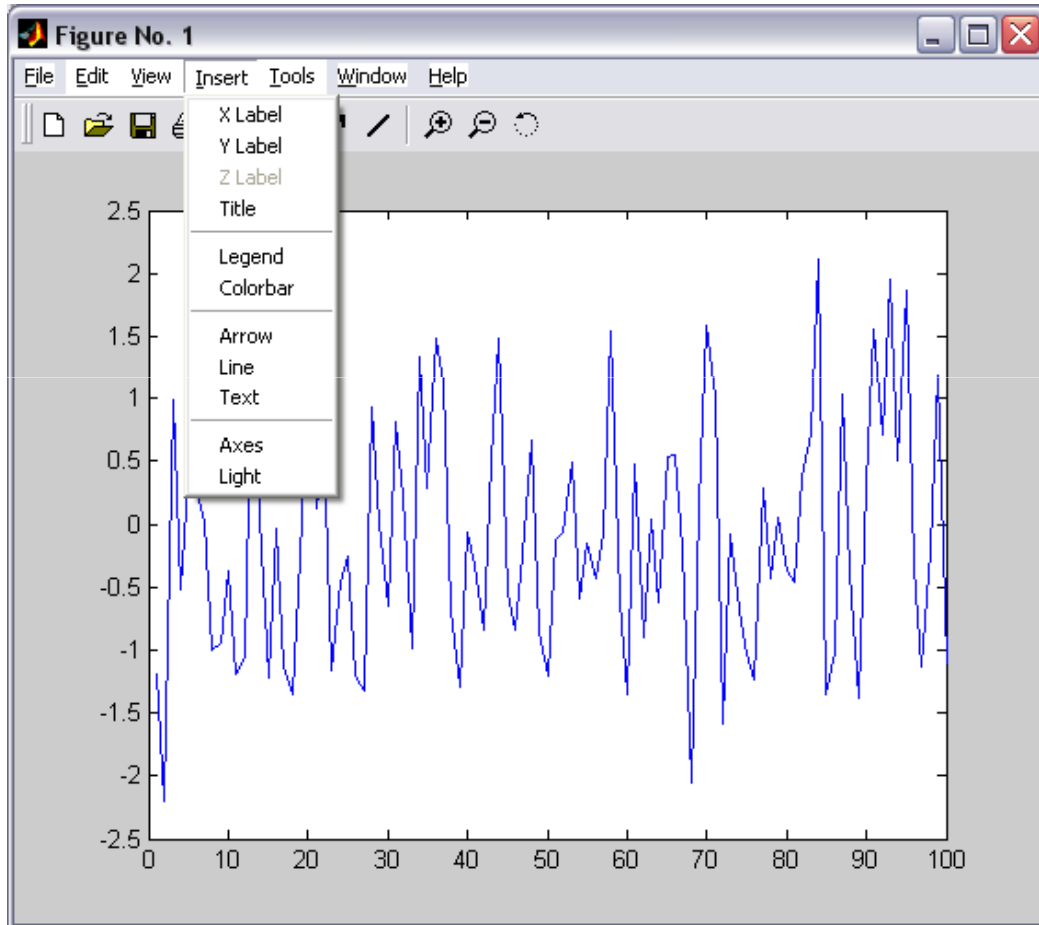 Figure No. 1
File Edit View Insert Tools Window Help
X Label
Y Label
Z Label
Title
Legend
Colorbar
Arrow
Line
Text
Axes
Light
2.5
2
1.5
1
0.5
0
-0.5
-1
-1.5
-2
-2.5
0 10 20 30 40 50 60 70 80 90 100